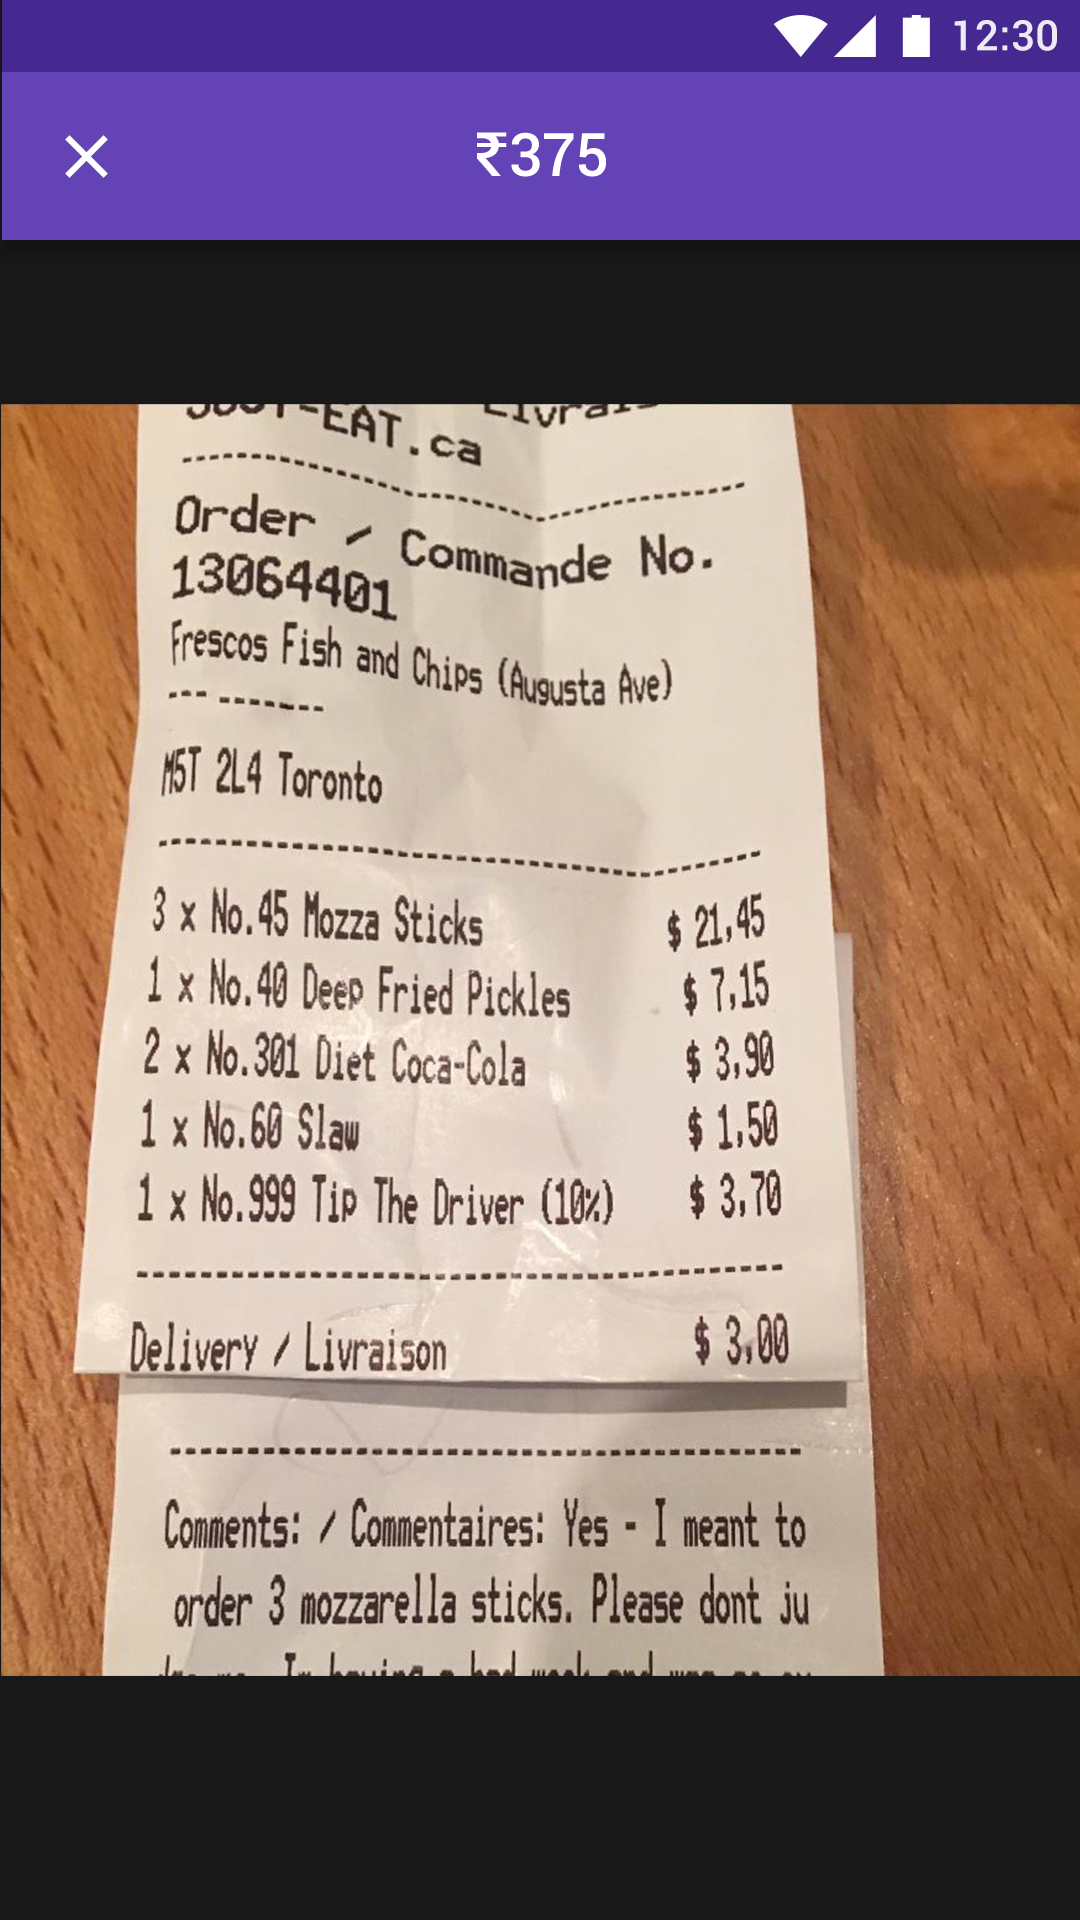 12:30
₹375
JUST-EAT.ca Livrais
Order / Commande No.
13064401
Frescos Fish and Chips (Augusta Ave)
--- -------
M5T 2L4 Toronto
3 x No.45 Mozza Sticks $ 21,45
1 x No.40 Deep Fried Pickles $ 7,15
2 x No.301 Diet Coca-Cola $ 3,90
1 x No.60 Slaw $ 1,50
1 x No.999 Tip The Driver (10%) $ 3,70
Delivery / Livraison $ 3,00
Comments: / Commentaires: Yes - I meant to
order 3 mozzarella sticks. Please dont ju